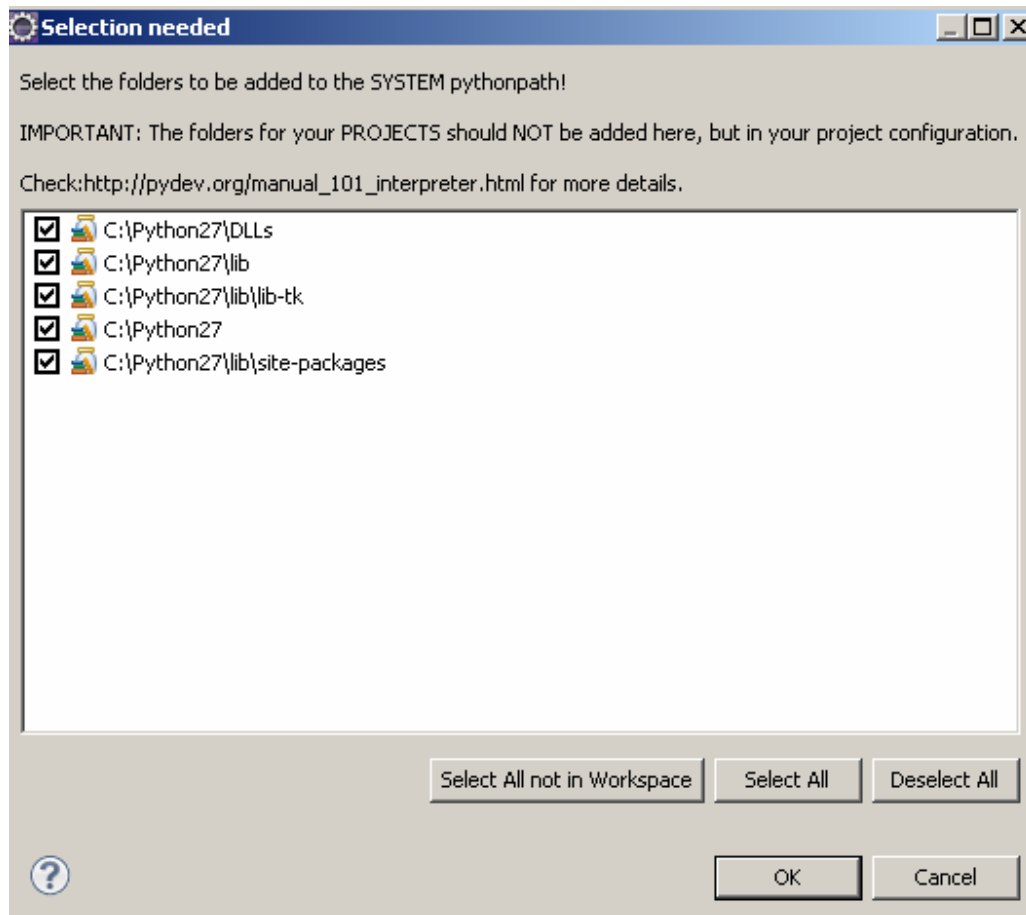 Selection needed
Select the folders to be added to the SYSTEM pythonpath!
IMPORTANT: The folders for your PROJECTS should NOT be added here, but in your project configuration.
Check:http://pydev.org/manual_101_interpreter.html for more details.
C:\Python27\DLLs
C:\Python27\lib
C:\Python27\lib\lib-tk
C:\Python27
C:\Python27\lib\site-packages
Select All not in Workspace Select All Deselect All
? OK Cancel